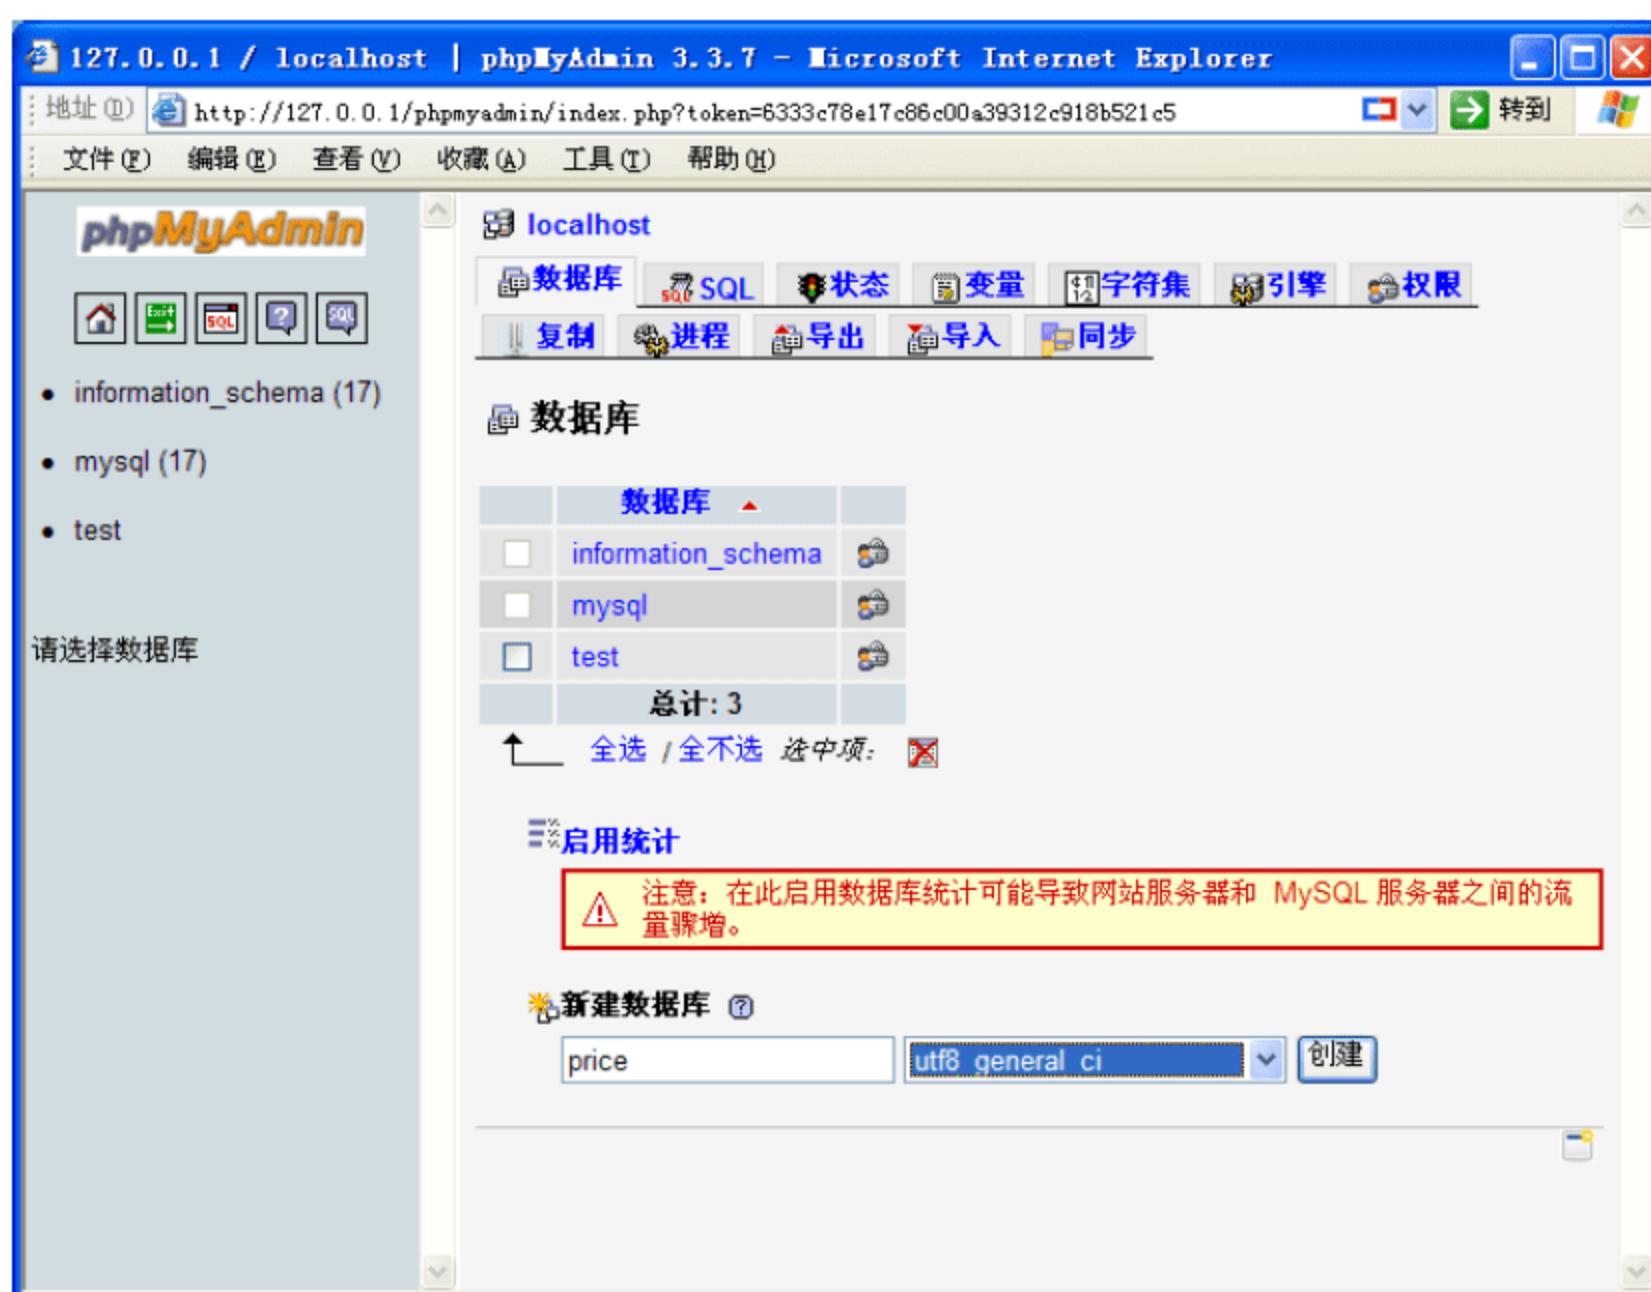 127.0.0.1 / localhost | phpMyAdmin 3.3.7 - Microsoft Internet Explorer
地址(D) http://127.0.0.1/phpmyadmin/index.php?token=6333c78e17c86c00a39312c918b521c5 转到
文件(F) 编辑(E) 查看(V) 收藏(A) 工具(T) 帮助(H)
phpMyAdmin
Exit SQL ? SQL
information_schema (17)
mysql (17)
test
请选择数据库
localhost
数据库 SQL 状态 变量 字符集 引擎 权限
复制 进程 导出 导入 同步
数据库
数据库
information_schema
mysql
test
总计: 3
全选 / 全不选 选中项:
启用统计
注意：在此启用数据库统计可能导致网站服务器和 MySQL 服务器之间的流
量骤增。
新建数据库 ?
price utf8_general_ci 创建